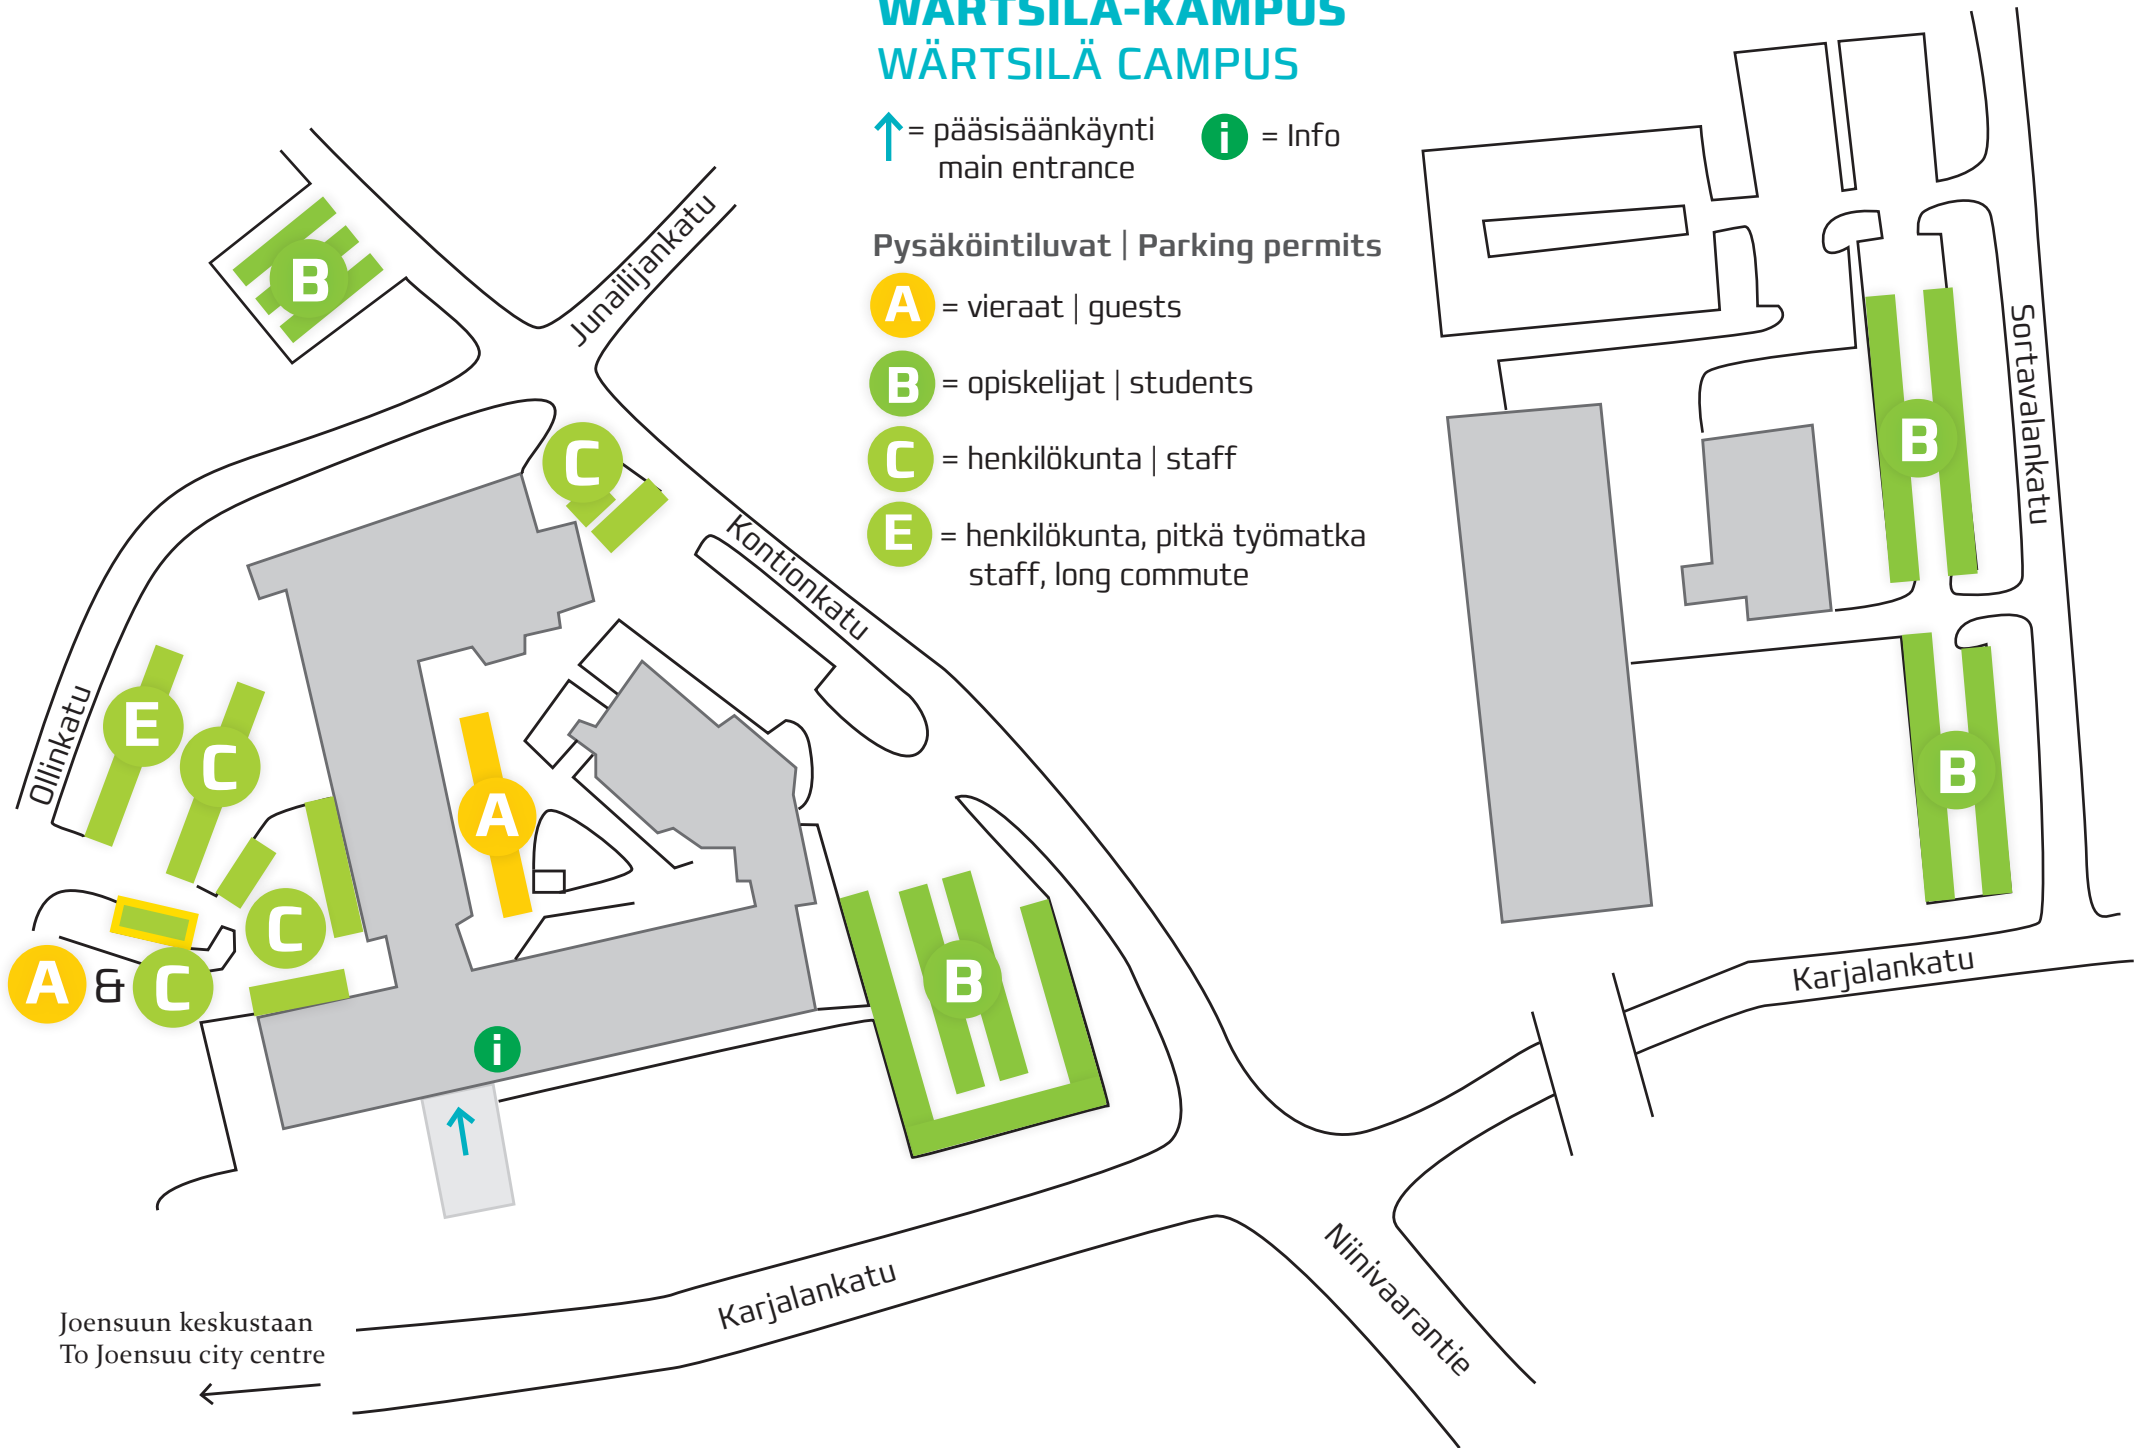 WÄRTSILÄ-KAMPUS
WÄRTSILÄ CAMPUS
= pääsisäänkäynti
main entrance
i = Info
Pysäköintiluvat | Parking permits
A = vieraat | guests
B = opiskelijat | students
C = henkilökunta | staff
E = henkilökunta, pitkä työmatka
staff, long commute
Junailijankatu
B
C
Kontionkatu
Sortavalankatu
B
Ollinkatu
E
C
A
B
C
A & C
B
i
Karjalankatu
Karjalankatu
Niinivaarantie
Joensuun keskustaan
To Joensuu city centre